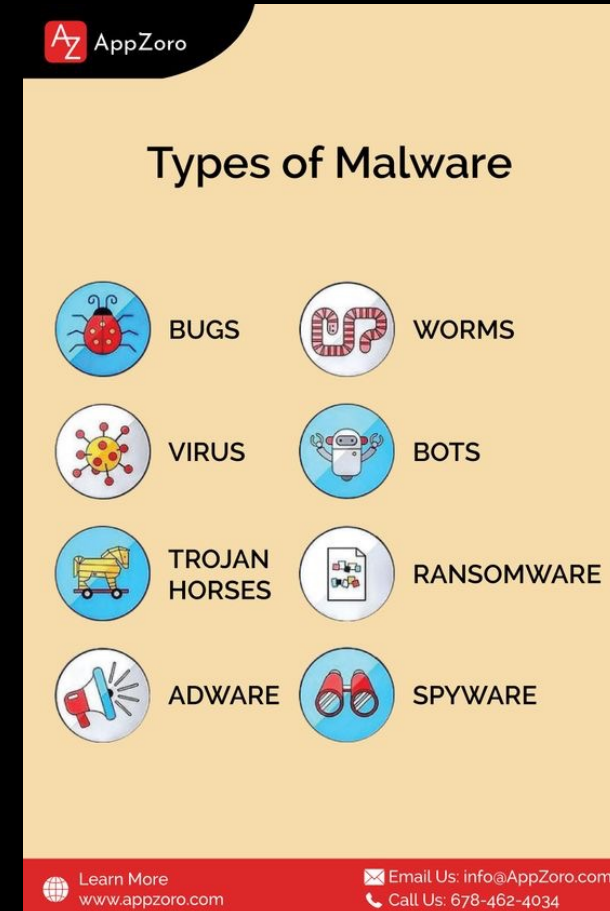 AZ AppZoro
Types of Malware
BUGS
WORMS
VIRUS
BOTS
TROJAN
HORSES
RANSOMWARE
ADWARE
SPYWARE
Learn More
www.appzoro.com
Email Us: info@AppZoro.com
Call Us: 678-462-4034